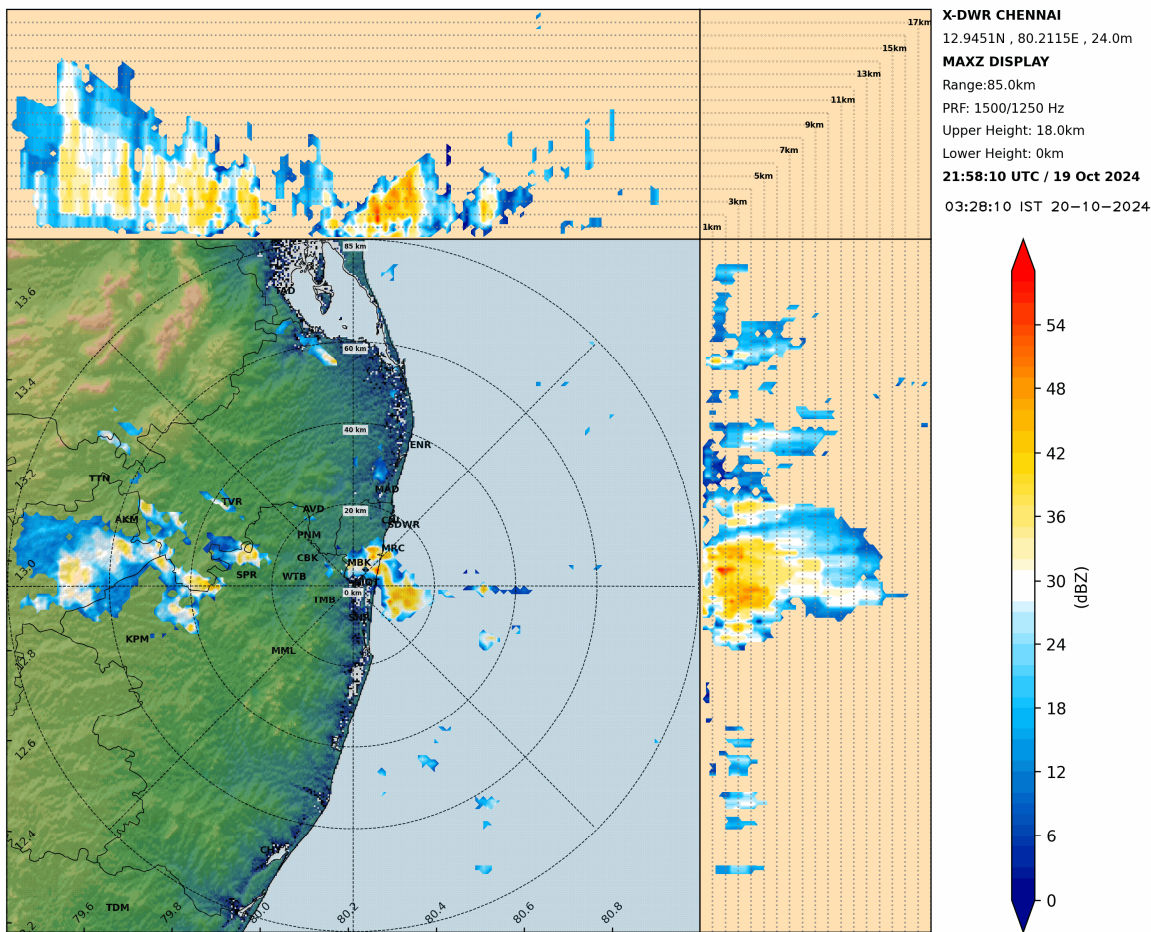 X-DWR CHENNAI
12.9451N , 80.2115E , 24.0m
MAXZ DISPLAY
Range:85.0km
PRF: 1500/1250 Hz
Upper Height: 18.0km
Lower Height: 0km
21:58:10 UTC / 19 Oct 2024
03:28:10 IST 20-10-2024
17km
15km
13km
11km
9km
7km
5km
3km
1km
85 km
60 km
40 km
20 km
0 km
TAD
ENR
MAD
TTN
TVR
AVD
AKM
SDWR
PNM
MRC
CBK
MBK
SPR
WTB
TMB
KPM
MML
TDM
13.6
13.4
13.2
13.0
12.8
12.6
12.4
79.6
79.8
80.0
80.2
80.4
80.6
80.8
54
48
42
36
30
24
18
12
6
0
(dBZ)